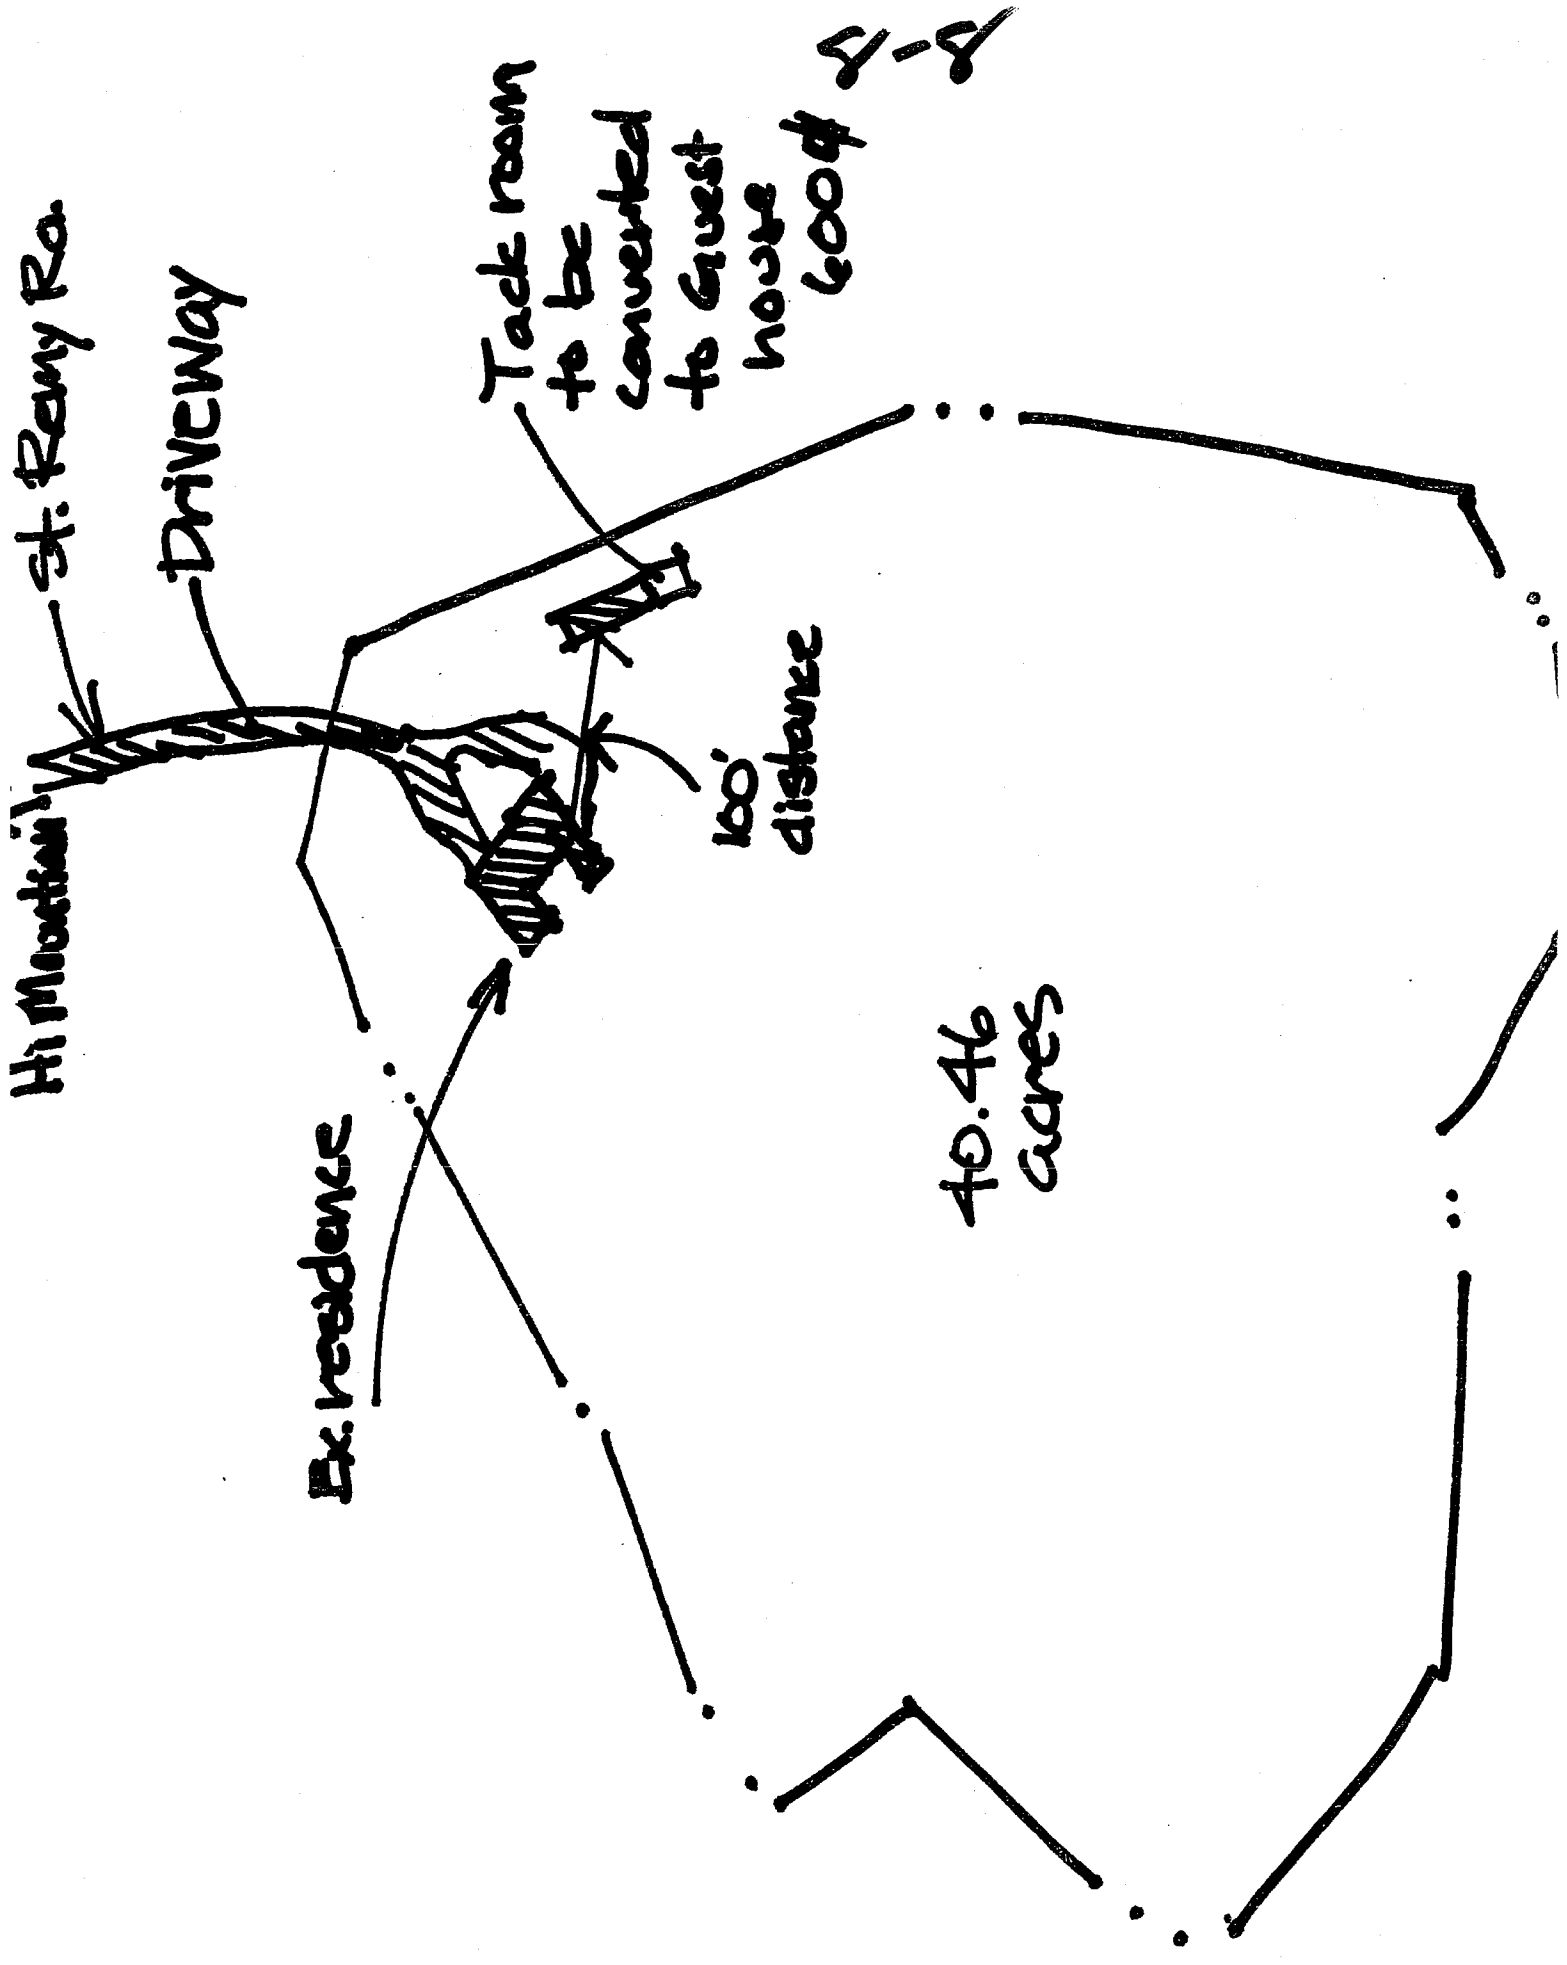 Hi Mountain
St. Remy Rd.
Driveway
Ex. residence
Tack room
to be
converted
to Guest
house
600 ⌗
8-8
100'
distance
40.46
acres